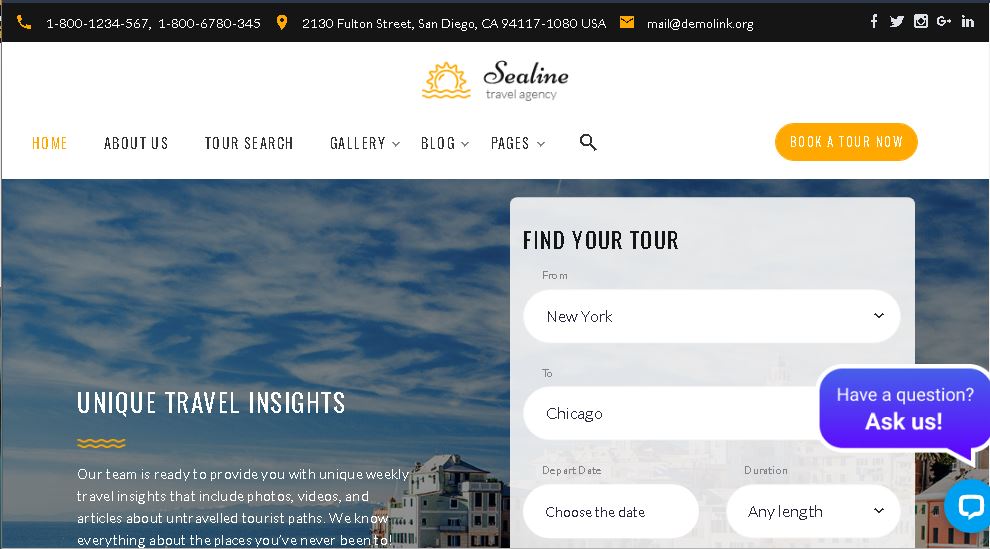 1-800-1234-567, 1-800-6780-345 2130 Fulton Street, San Diego, CA 94117-1080 USA mail@demolink.org
Sealine
travel agency
HOME ABOUT US TOUR SEARCH GALLERY BLOG PAGES BOOK A TOUR NOW
FIND YOUR TOUR
From
New York
To
Chicago
Have a question?
Ask us!
Depart Date Duration
Choose the date Any length
UNIQUE TRAVEL INSIGHTS
Our team is ready to provide you with unique weekly
travel insights that include photos, videos, and
articles about untravelled tourist paths. We know
everything about the places you've never been to!